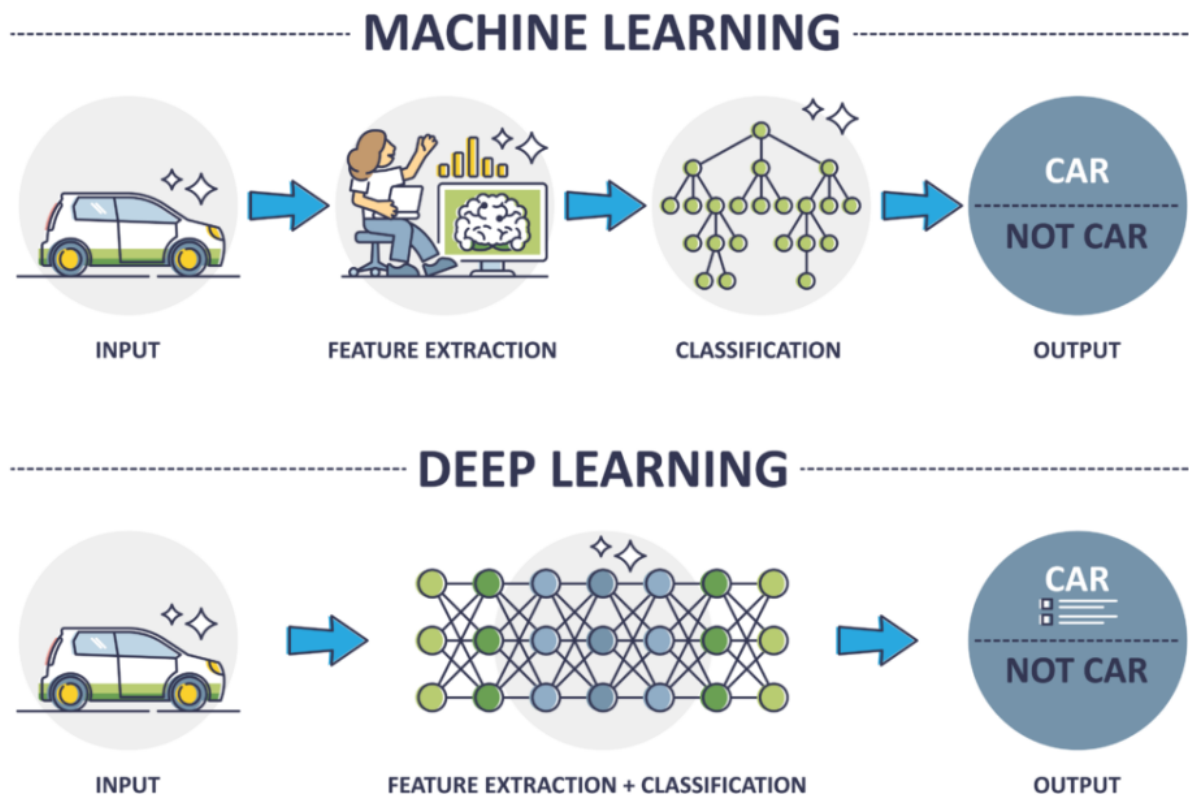 MACHINE LEARNING
CAR
NOT CAR
INPUT
FEATURE EXTRACTION
CLASSIFICATION
OUTPUT
DEEP LEARNING
CAR
NOT CAR
INPUT
FEATURE EXTRACTION + CLASSIFICATION
OUTPUT